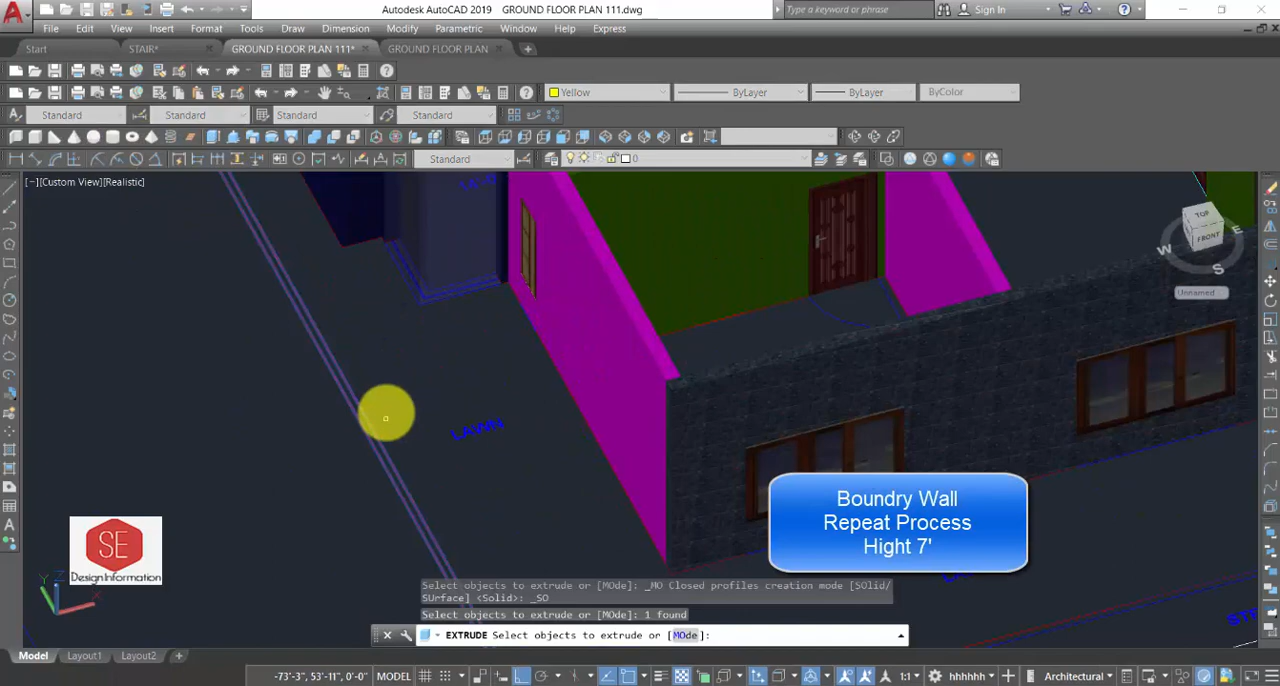 Autodesk AutoCAD 2019   GROUND FLOOR PLAN 111.dwg
Type a keyword or phrase
Sign In
File Edit View Insert Format Tools Draw Dimension Modify Parametric Window Help Express
Start
STAIR*
GROUND FLOOR PLAN 111*
GROUND FLOOR PLAN
Yellow
ByLayer
ByLayer
ByColor
Standard
Standard
Standard
Standard
Standard
0
[−][Custom View][Realistic]
TOP
FRONT
W
E
S
Unnamed
LAWN
Boundry Wall
Repeat Process
Hight 7'
SE
Design Information
Y
Z
X
Select objects to extrude or [MOde]: _MO Closed profiles creation mode [SOlid/
SUrface] <Solid>: _SO
Select objects to extrude or [MOde]: 1 found
EXTRUDE Select objects to extrude or [MOde]:
Model
Layout1
Layout2
-73'-3", 53'-11", 0'-0"
MODEL
1:1
hhhhhh
Architectural